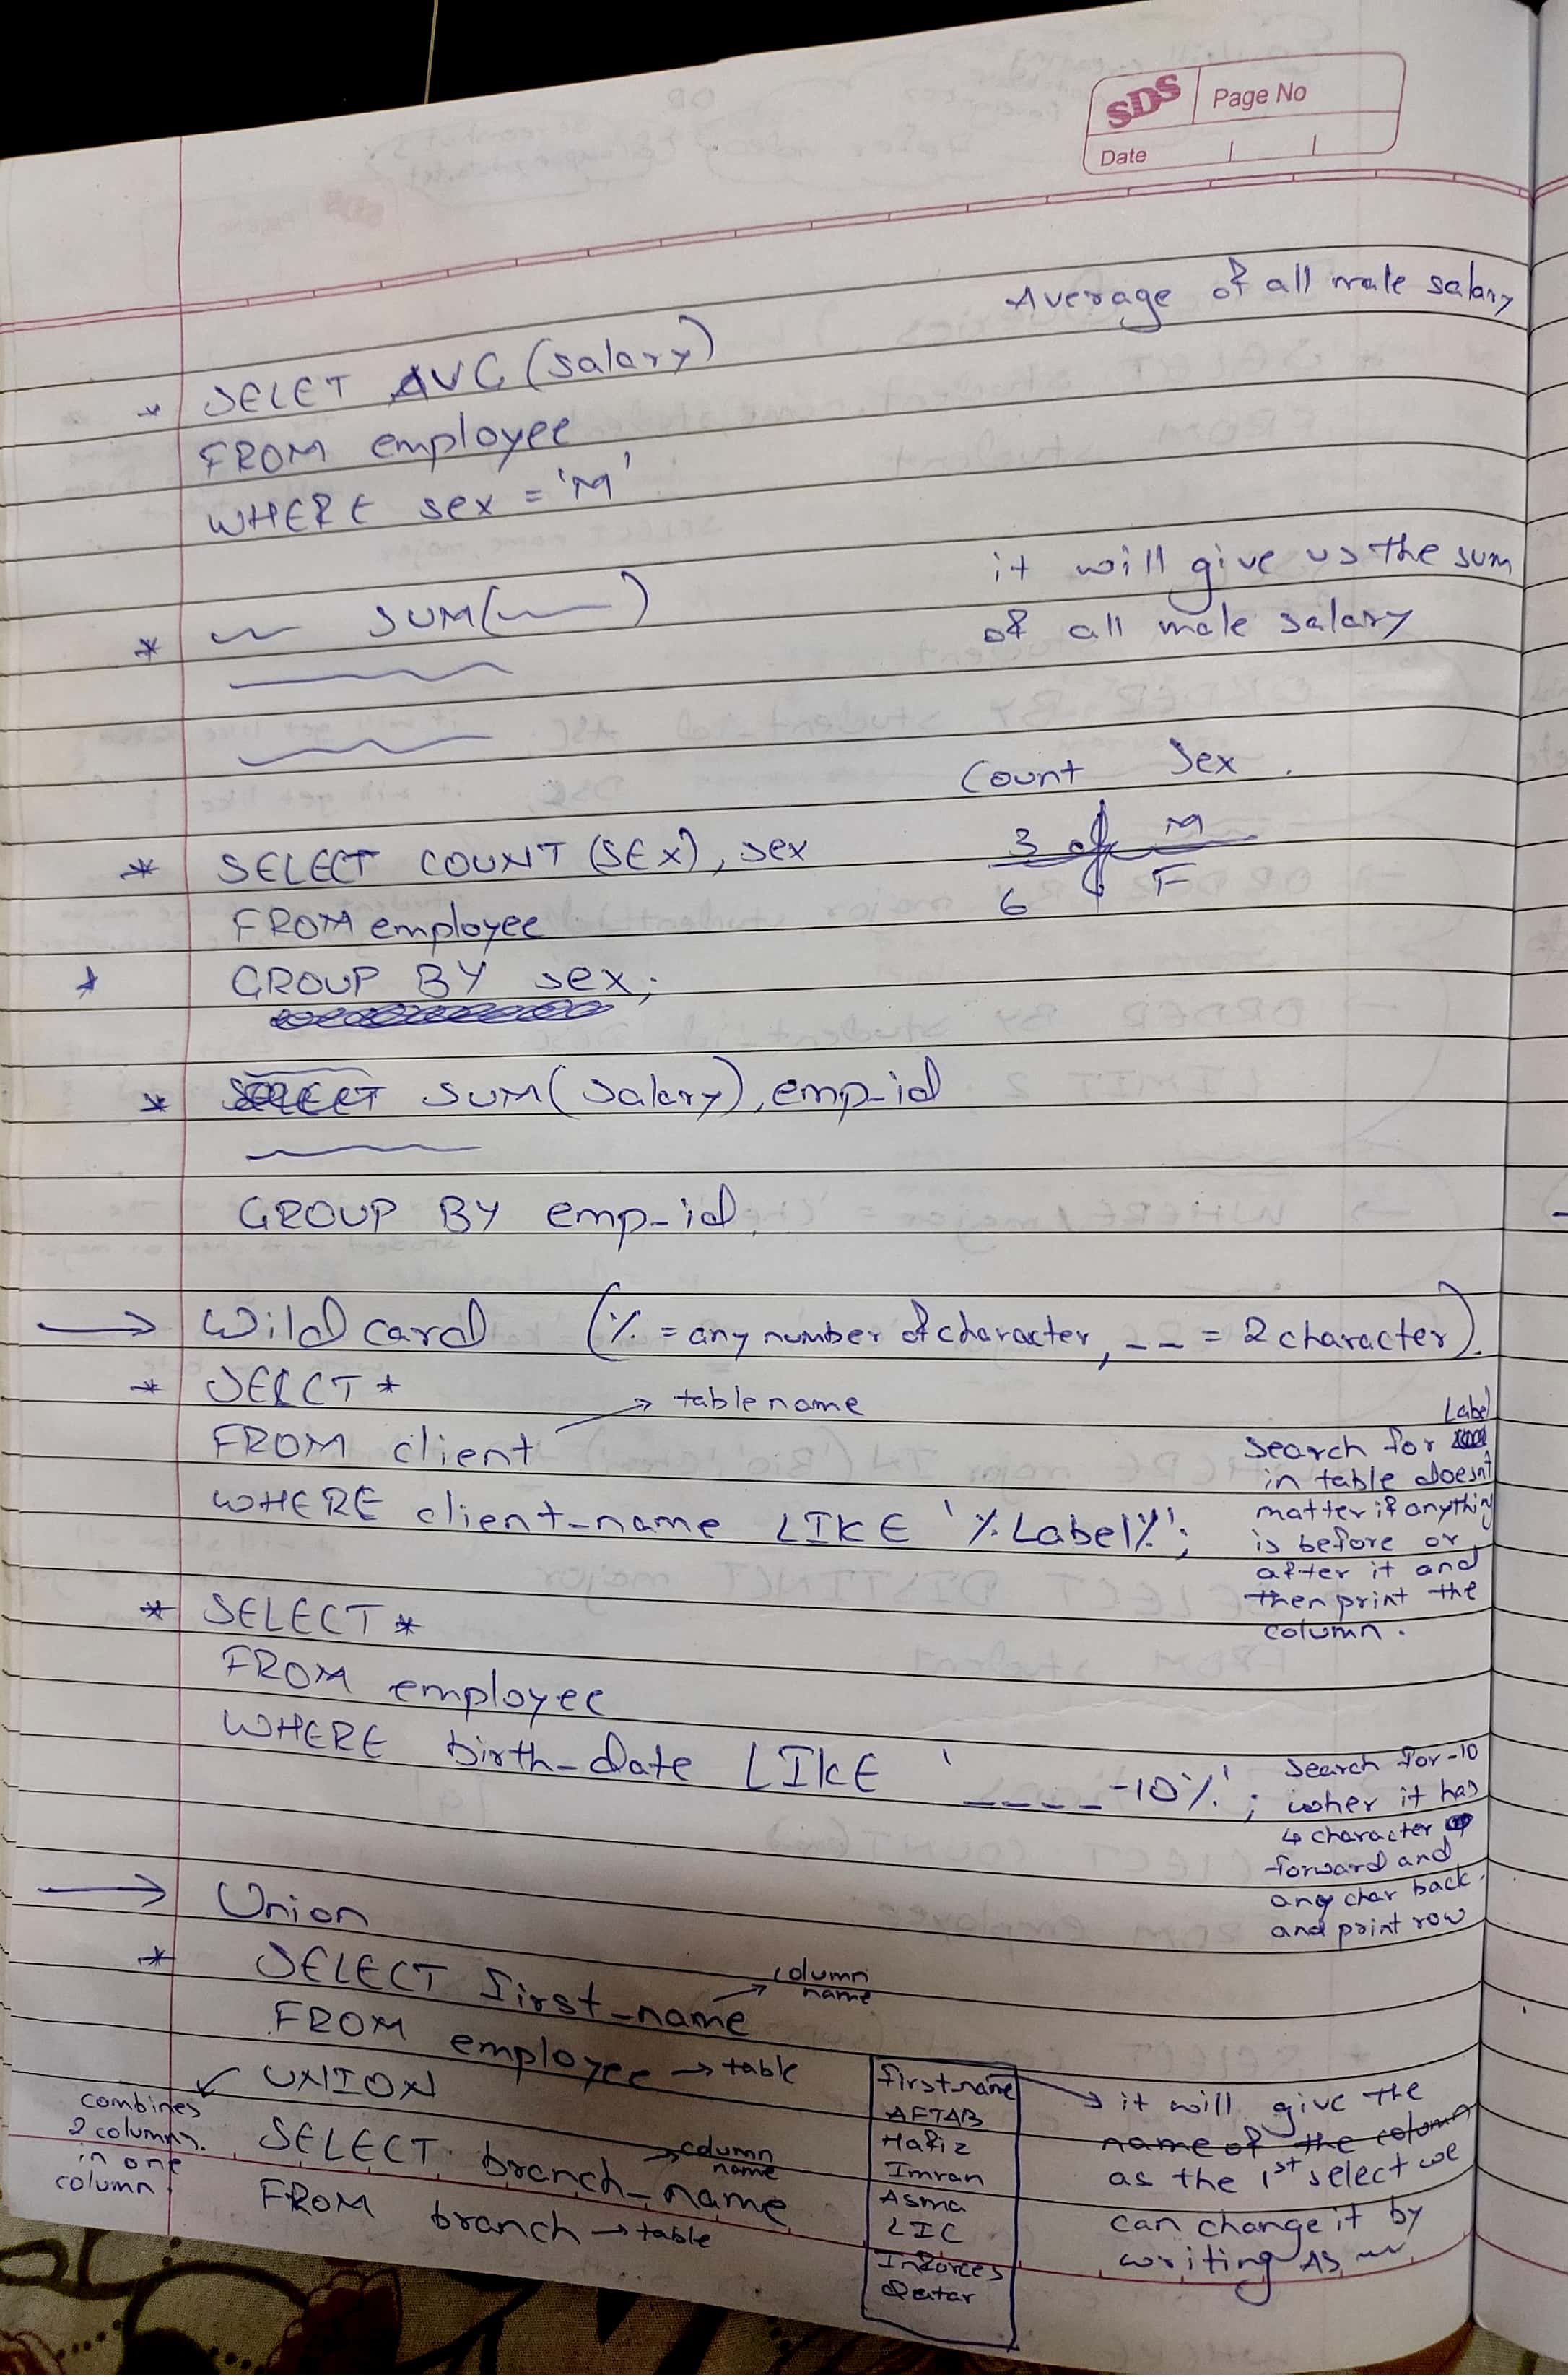 SDS Page No
Date
Average of all male salary
* SELET AVG (salary)
FROM employee
WHERE sex = 'M'
it will give us the sum
of all male salary
* SUM( )
Count Sex
3 M
6 F
* SELECT COUNT (SEX), sex
FROM employee
* GROUP BY sex;
* SELECT SUM(salary), emp_id
GROUP BY emp_id
→ Wild card (% = any number of character, _ _ = 2 character).
* SELCT *
FROM client → table name
WHERE client_name LIKE '%Label%';
Label
search for
in table doesn't
matter if anything
is before or
after it and
then print the
column.
* SELECT *
FROM employee
WHERE birth_date LIKE '_ _ _ _-10%';
search for -10
wher it has
4 character
forward and
any char back.
and print row
→ Union
* SELECT first_name → column name
FROM employee → table
UNION
combines
2 columns.
in one
column
SELECT branch_name → column name
FROM branch → table
first_name
AFTAB
Hafiz
Imran
Asma
LIC
Inforces
Qatar
→ it will give the
name of the column
as the 1st select we
can change it by
writing AS